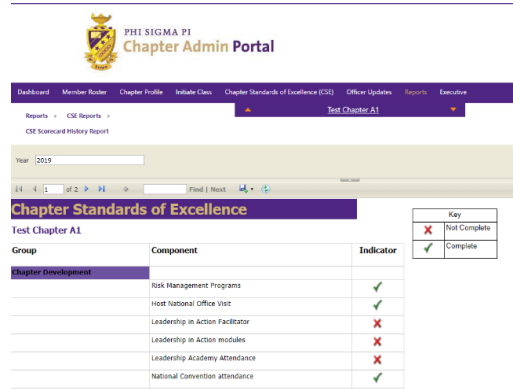 PHI SIGMA PI
Chapter Admin Portal
Dashboard Member Roster Chapter Profile Initiate Class Chapter Standards of Excellence (CSE) Officer Updates Reports Executive
Reports » CSE Reports »
Test Chapter A1
CSE Scorecard History Report
Year 2019
1 of 2 Find | Next
Chapter Standards of Excellence
Key
Not Complete
Complete
Test Chapter A1
Group Component Indicator
Chapter Development
Risk Management Programs
Host National Office Visit
Leadership in Action Facilitator
Leadership in Action modules
Leadership Academy Attendance
National Convention attendance